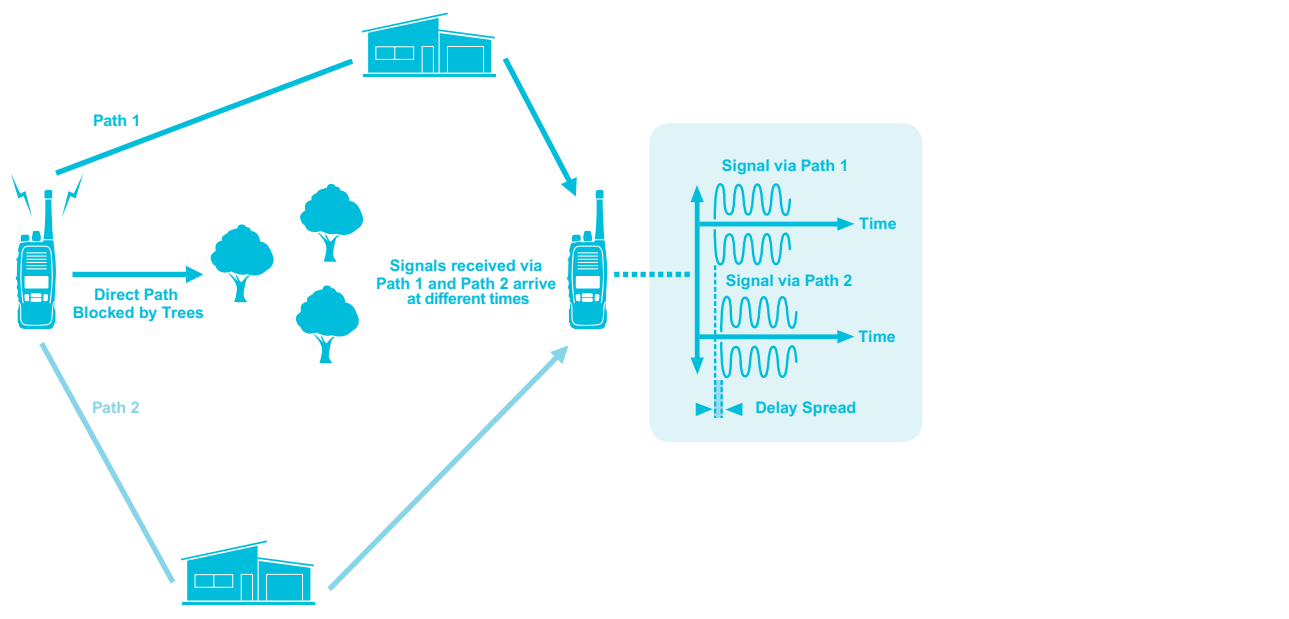 Path 1
Direct Path
Blocked by Trees
Path 2
Signals received via
Path 1 and Path 2 arrive
at different times
Signal via Path 1
Time
Signal via Path 2
Time
Delay Spread